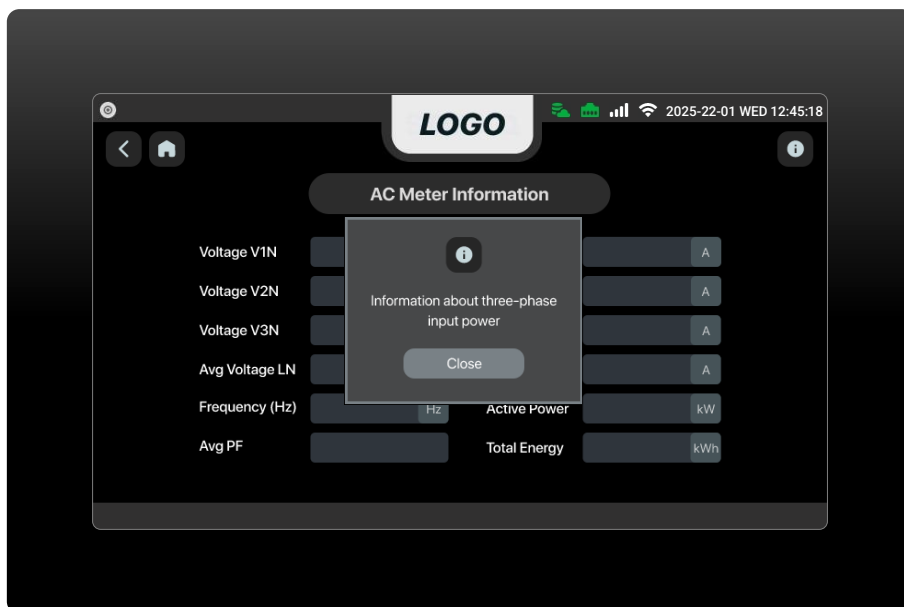 LOGO
2025-22-01 WED 12:45:18
AC Meter Information
Voltage V1N
A
Voltage V2N
A
Voltage V3N
A
Avg Voltage LN
A
Information about three-phase
input power
Close
Frequency (Hz)
Hz
Active Power
kW
Avg PF
Total Energy
kWh